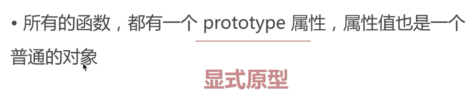 • 所有的函数，都有一个 prototype 属性，属性值也是一个
普通的对象
显式原型